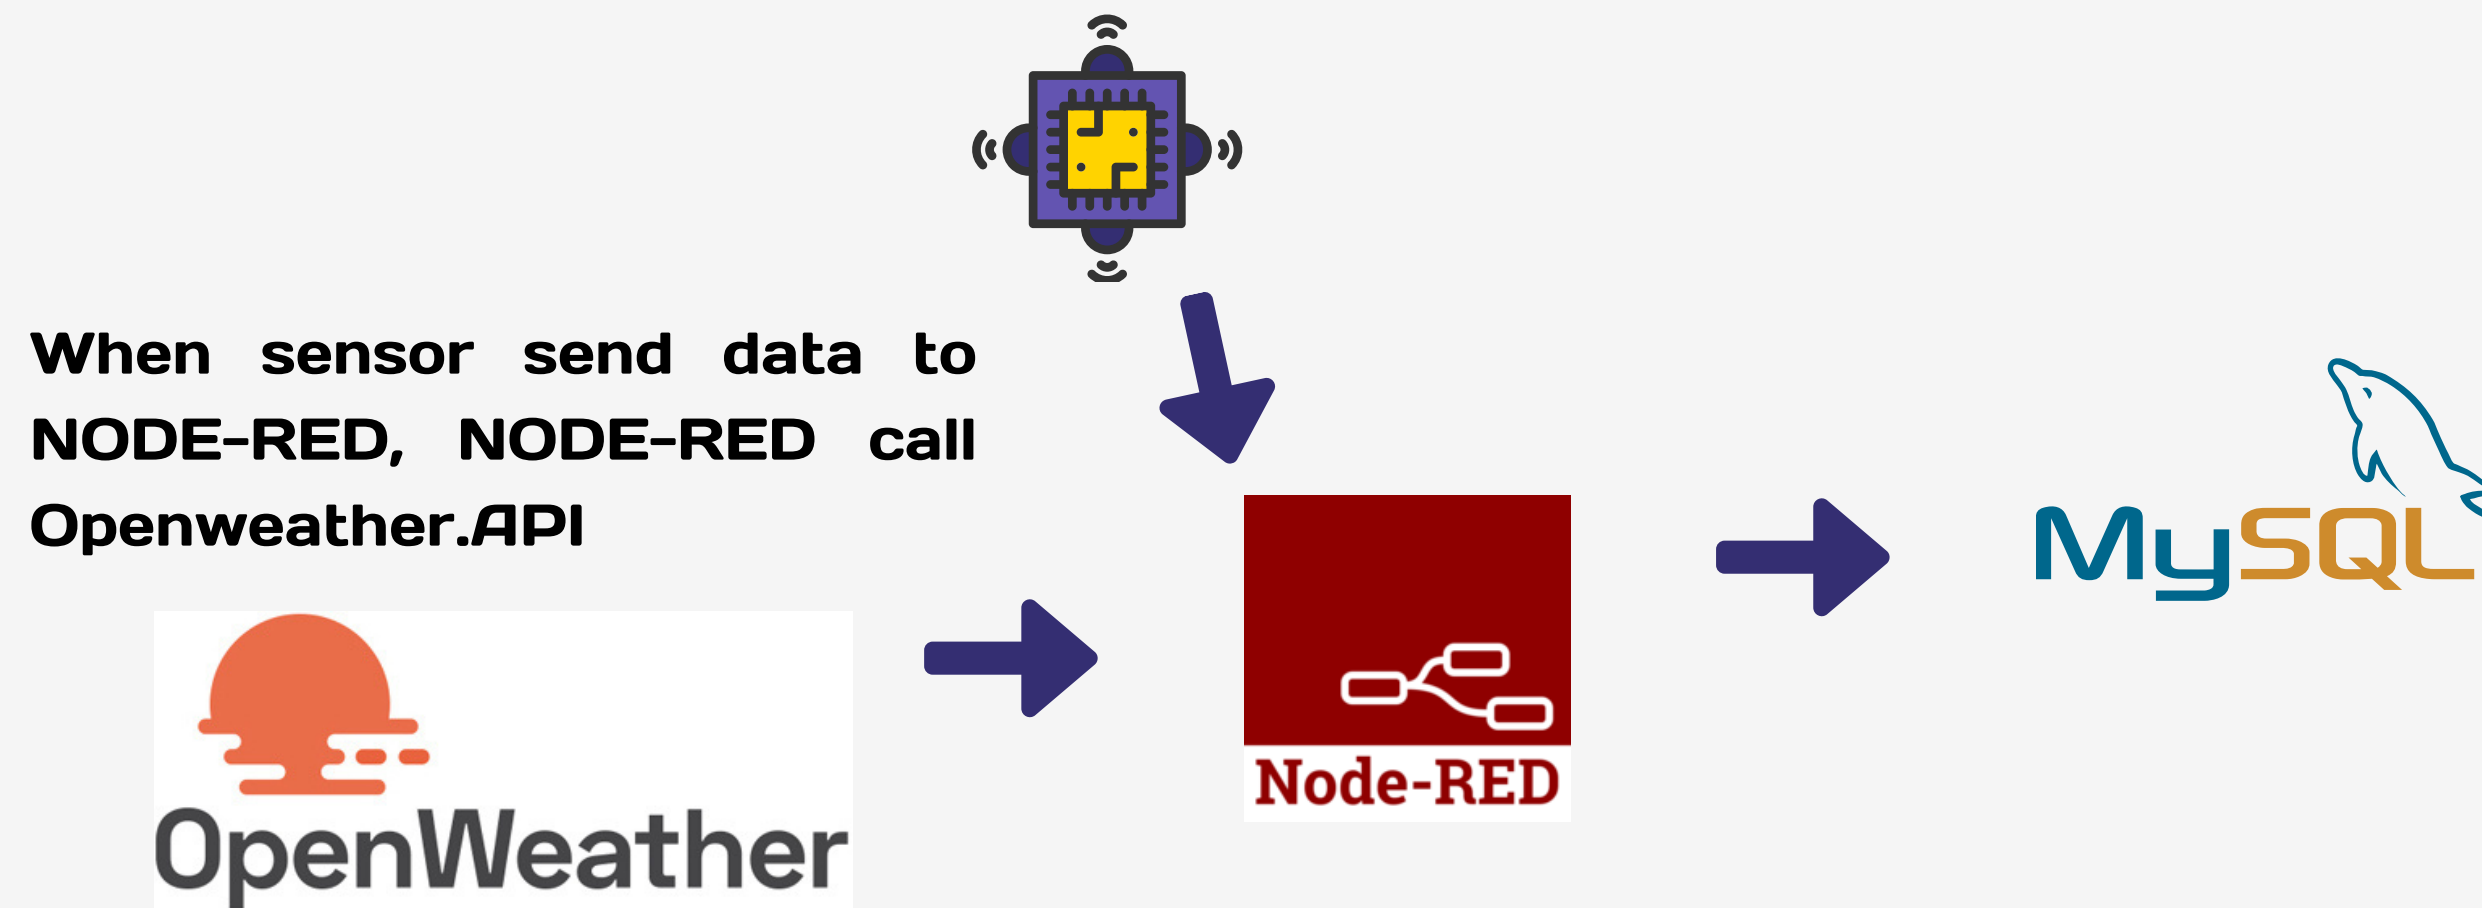 When sensor send data to
NODE-RED, NODE-RED call
Openweather.API
MySQL
OpenWeather
Node-RED